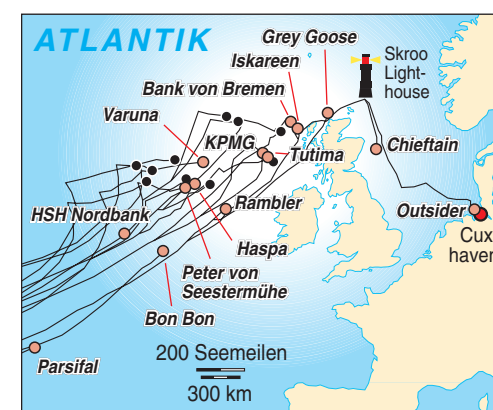 ATLANTIK
Grey Goose
Iskareen
Bank von Bremen
Varuna
KPMG
Tutima
Skroo
Light-
house
Chieftain
HSH Nordbank
Rambler
Outsider
Cux
haven
Haspa
Peter von
Seestermühe
Bon Bon
200 Seemeilen
300 km
Parsifal